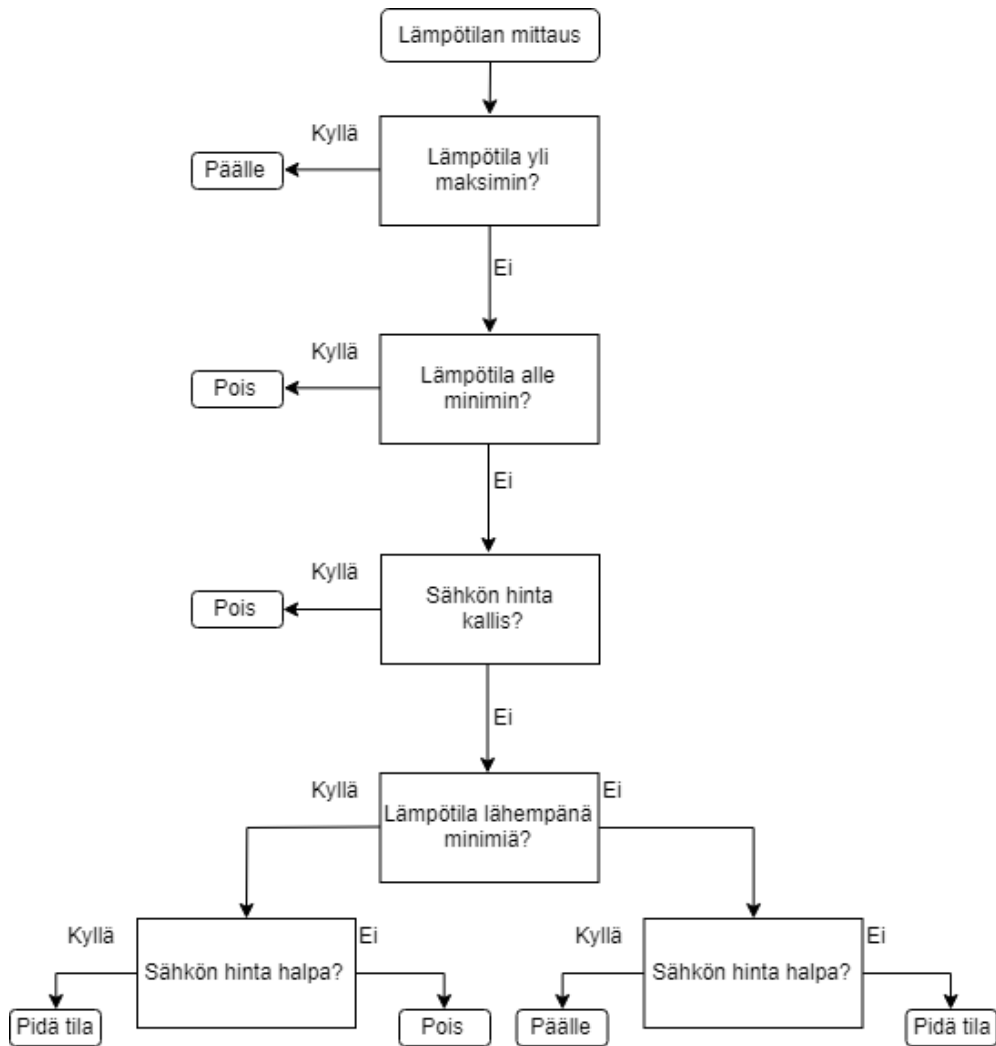 Lämpötilan mittaus
Kyllä
Lämpötila yli
maksimin?
Päälle
Ei
Kyllä
Lämpötila alle
minimin?
Pois
Ei
Kyllä
Sähkön hinta
kallis?
Pois
Ei
Kyllä
Ei
Lämpötila lähempänä
minimiä?
Kyllä
Ei
Kyllä
Ei
Sähkön hinta halpa?
Sähkön hinta halpa?
Pidä tila
Pois
Päälle
Pidä tila